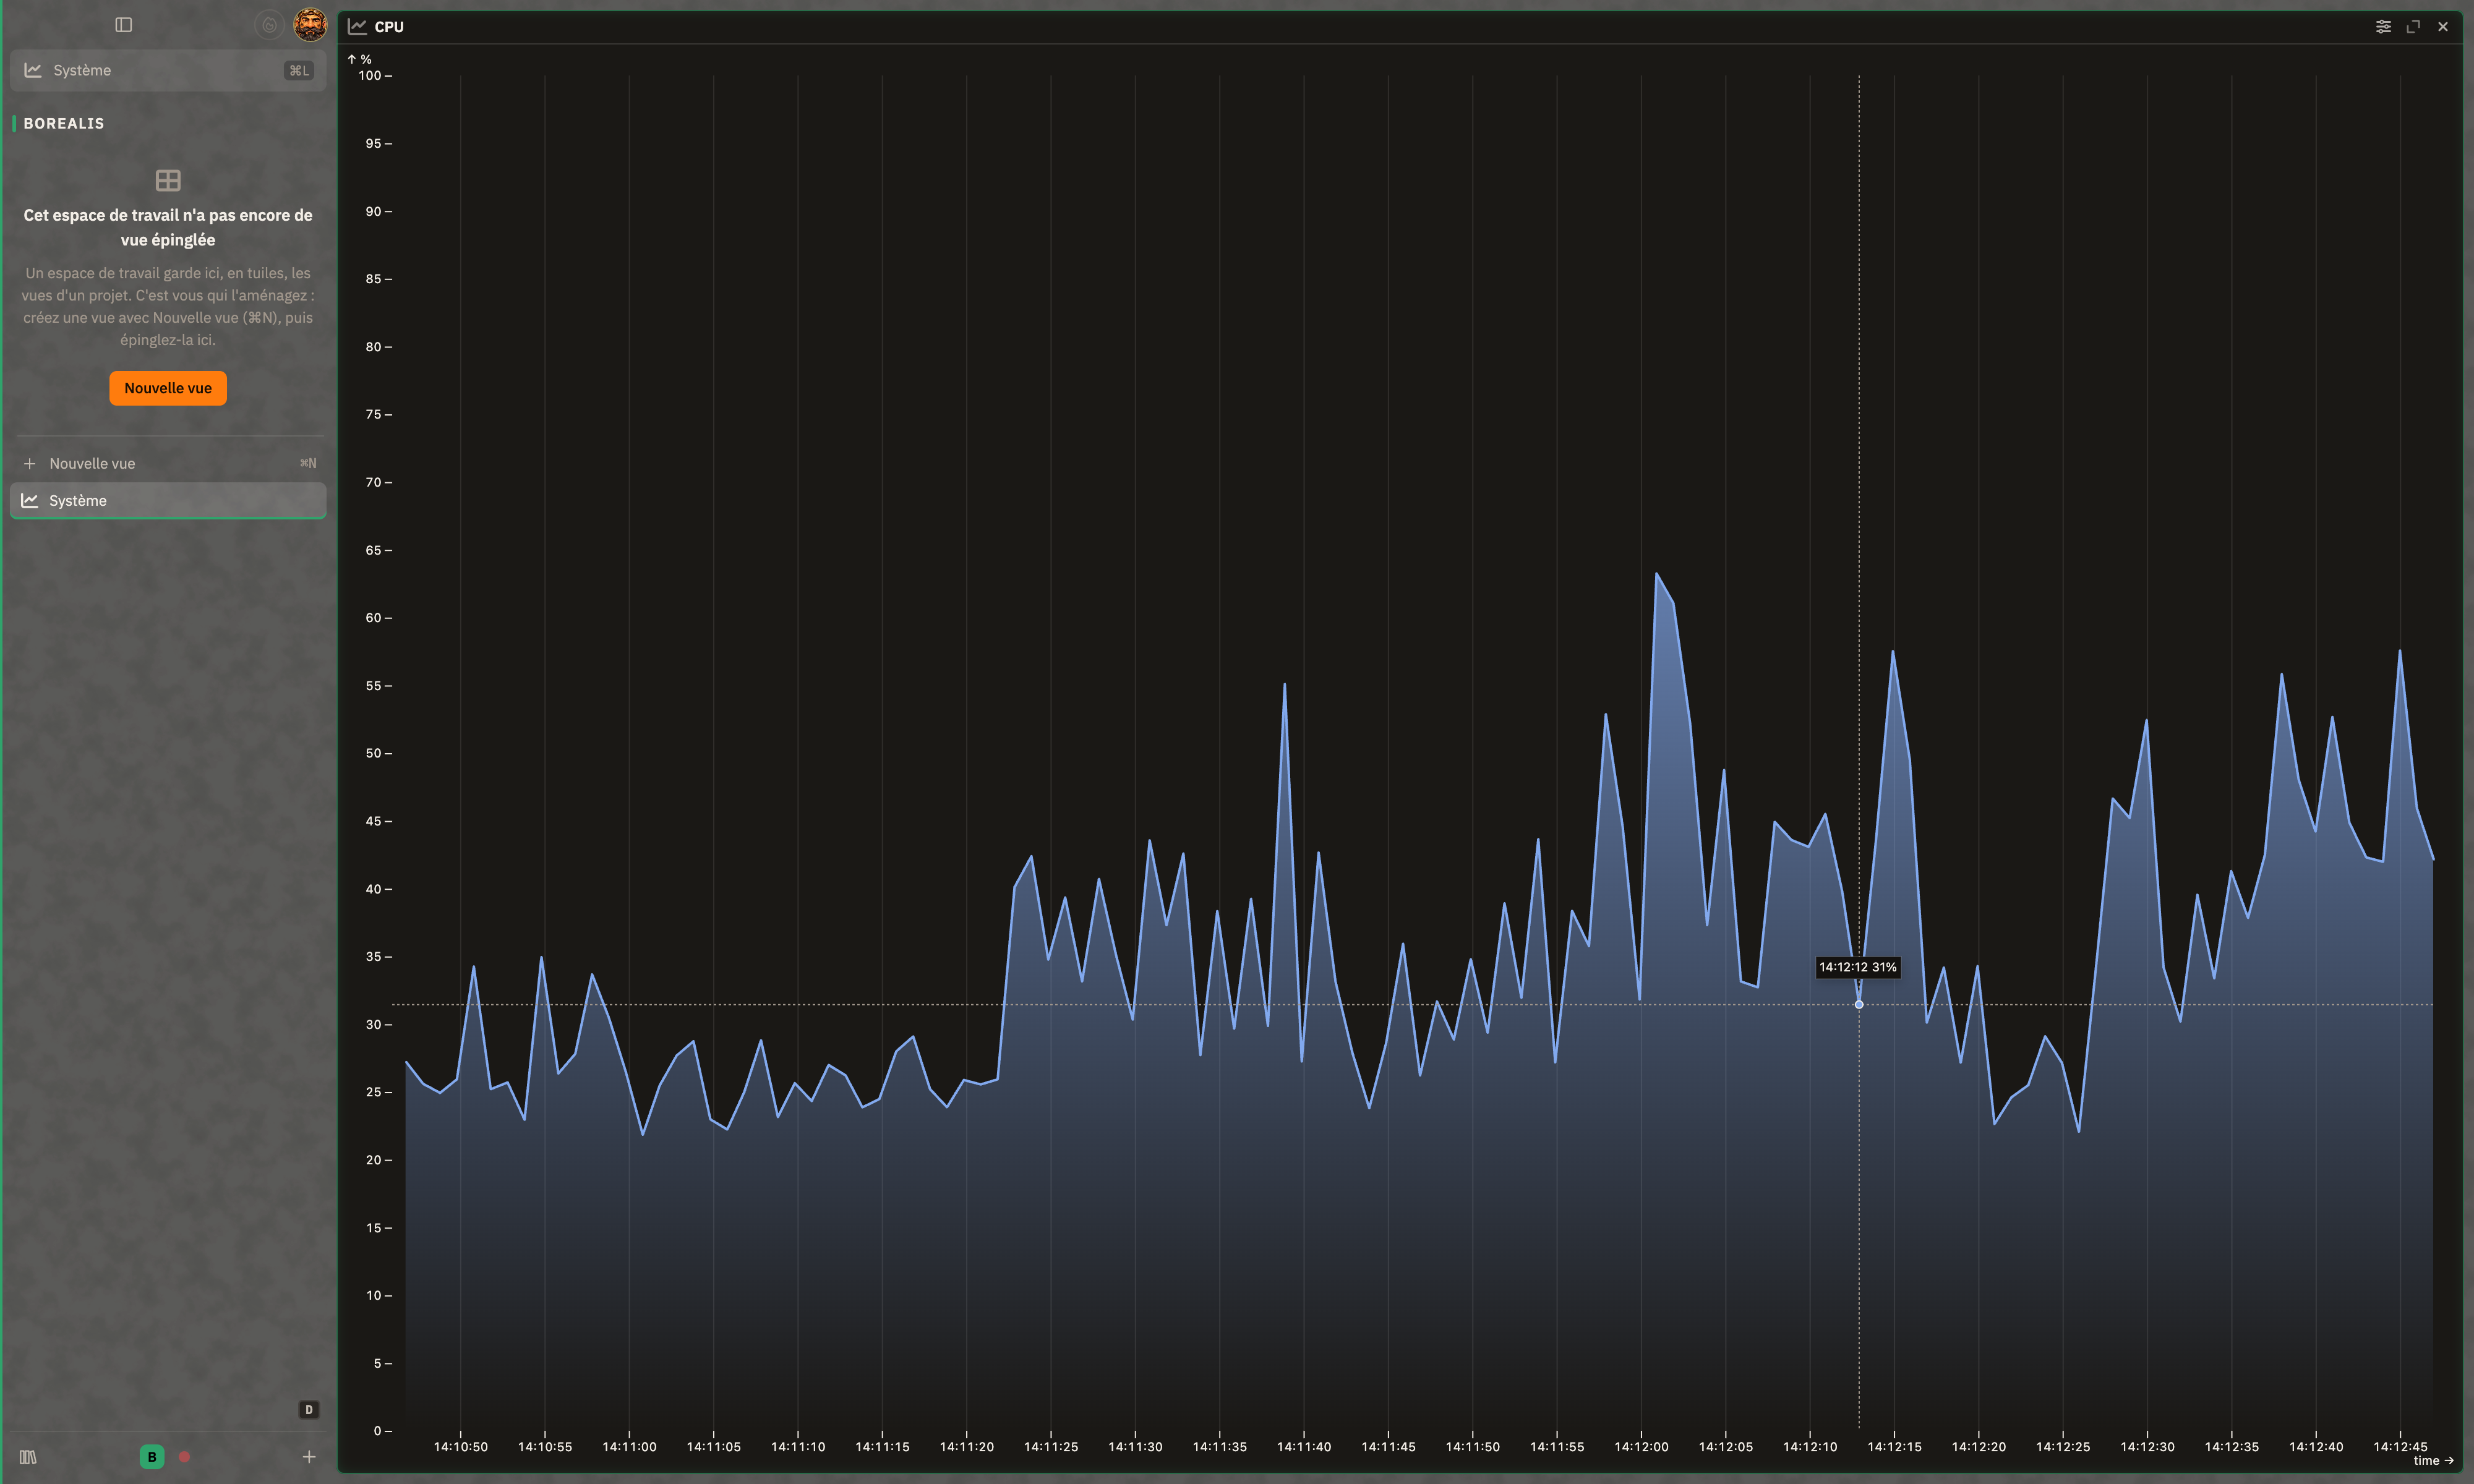 Système ⌘L
BOREALIS
Cet espace de travail n'a pas encore de
vue épinglée
Un espace de travail garde ici, en tuiles, les
vues d'un projet. C'est vous qui l'aménagez :
créez une vue avec Nouvelle vue (⌘N), puis
épinglez-la ici.
Nouvelle vue
Nouvelle vue ⌘N
Système
D
B
CPU
↑ %
100
95
90
85
80
75
70
65
60
55
50
45
40
35
30
25
20
15
10
5
0
14:12:12 31%
14:10:50 14:10:55 14:11:00 14:11:05 14:11:10 14:11:15 14:11:20 14:11:25 14:11:30 14:11:35 14:11:40 14:11:45 14:11:50 14:11:55 14:12:00 14:12:05 14:12:10 14:12:15 14:12:20 14:12:25 14:12:30 14:12:35 14:12:40 14:12:45
time →